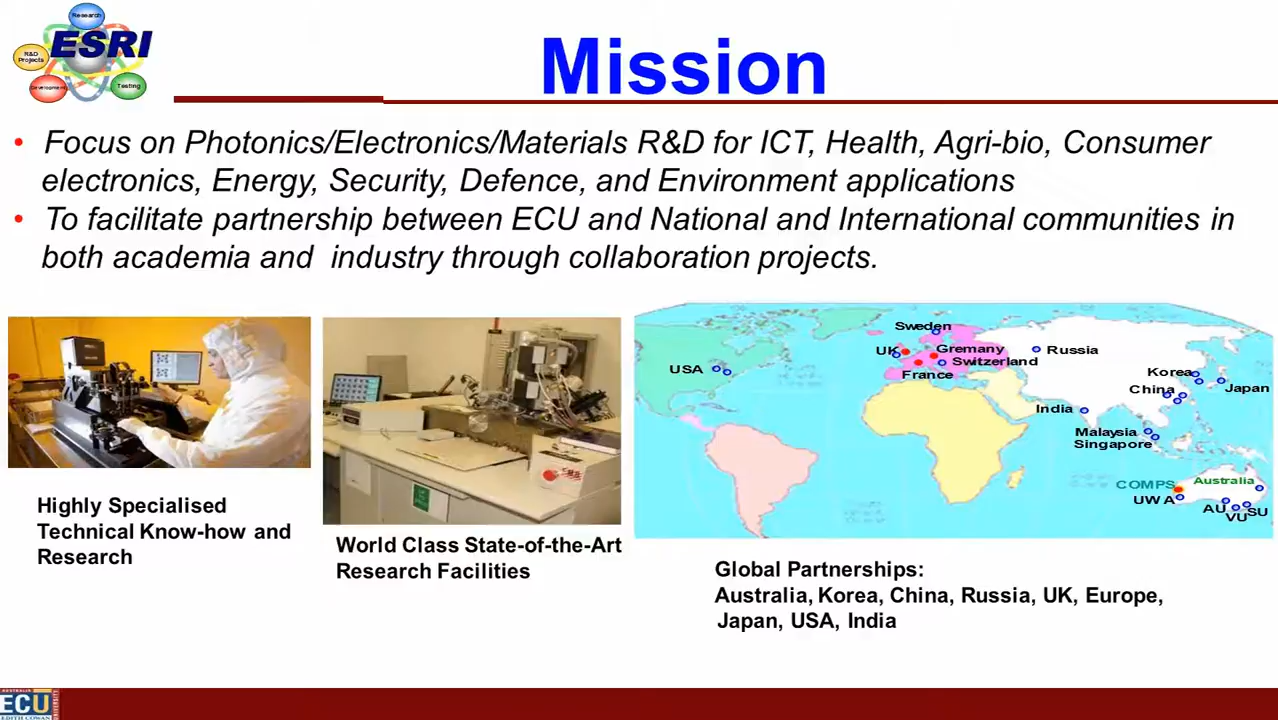 Research
ESRI
R&D
Projects
Development
Testing
Mission
• Focus on Photonics/Electronics/Materials R&D for ICT, Health, Agri-bio, Consumer
electronics, Energy, Security, Defence, and Environment applications
• To facilitate partnership between ECU and National and International communities in
both academia and industry through collaboration projects.
Sweden
UK
Gremany
Switzerland
France
Russia
USA
Korea
China
Japan
India
Malaysia
Singapore
COMPS
Australia
UWA
AU
VU
SU
Highly Specialised
Technical Know-how and
Research
World Class State-of-the-Art
Research Facilities
Global Partnerships:
Australia, Korea, China, Russia, UK, Europe,
Japan, USA, India
AUSTRALIA
ECU
EDITH COWAN
UNIVERSITY